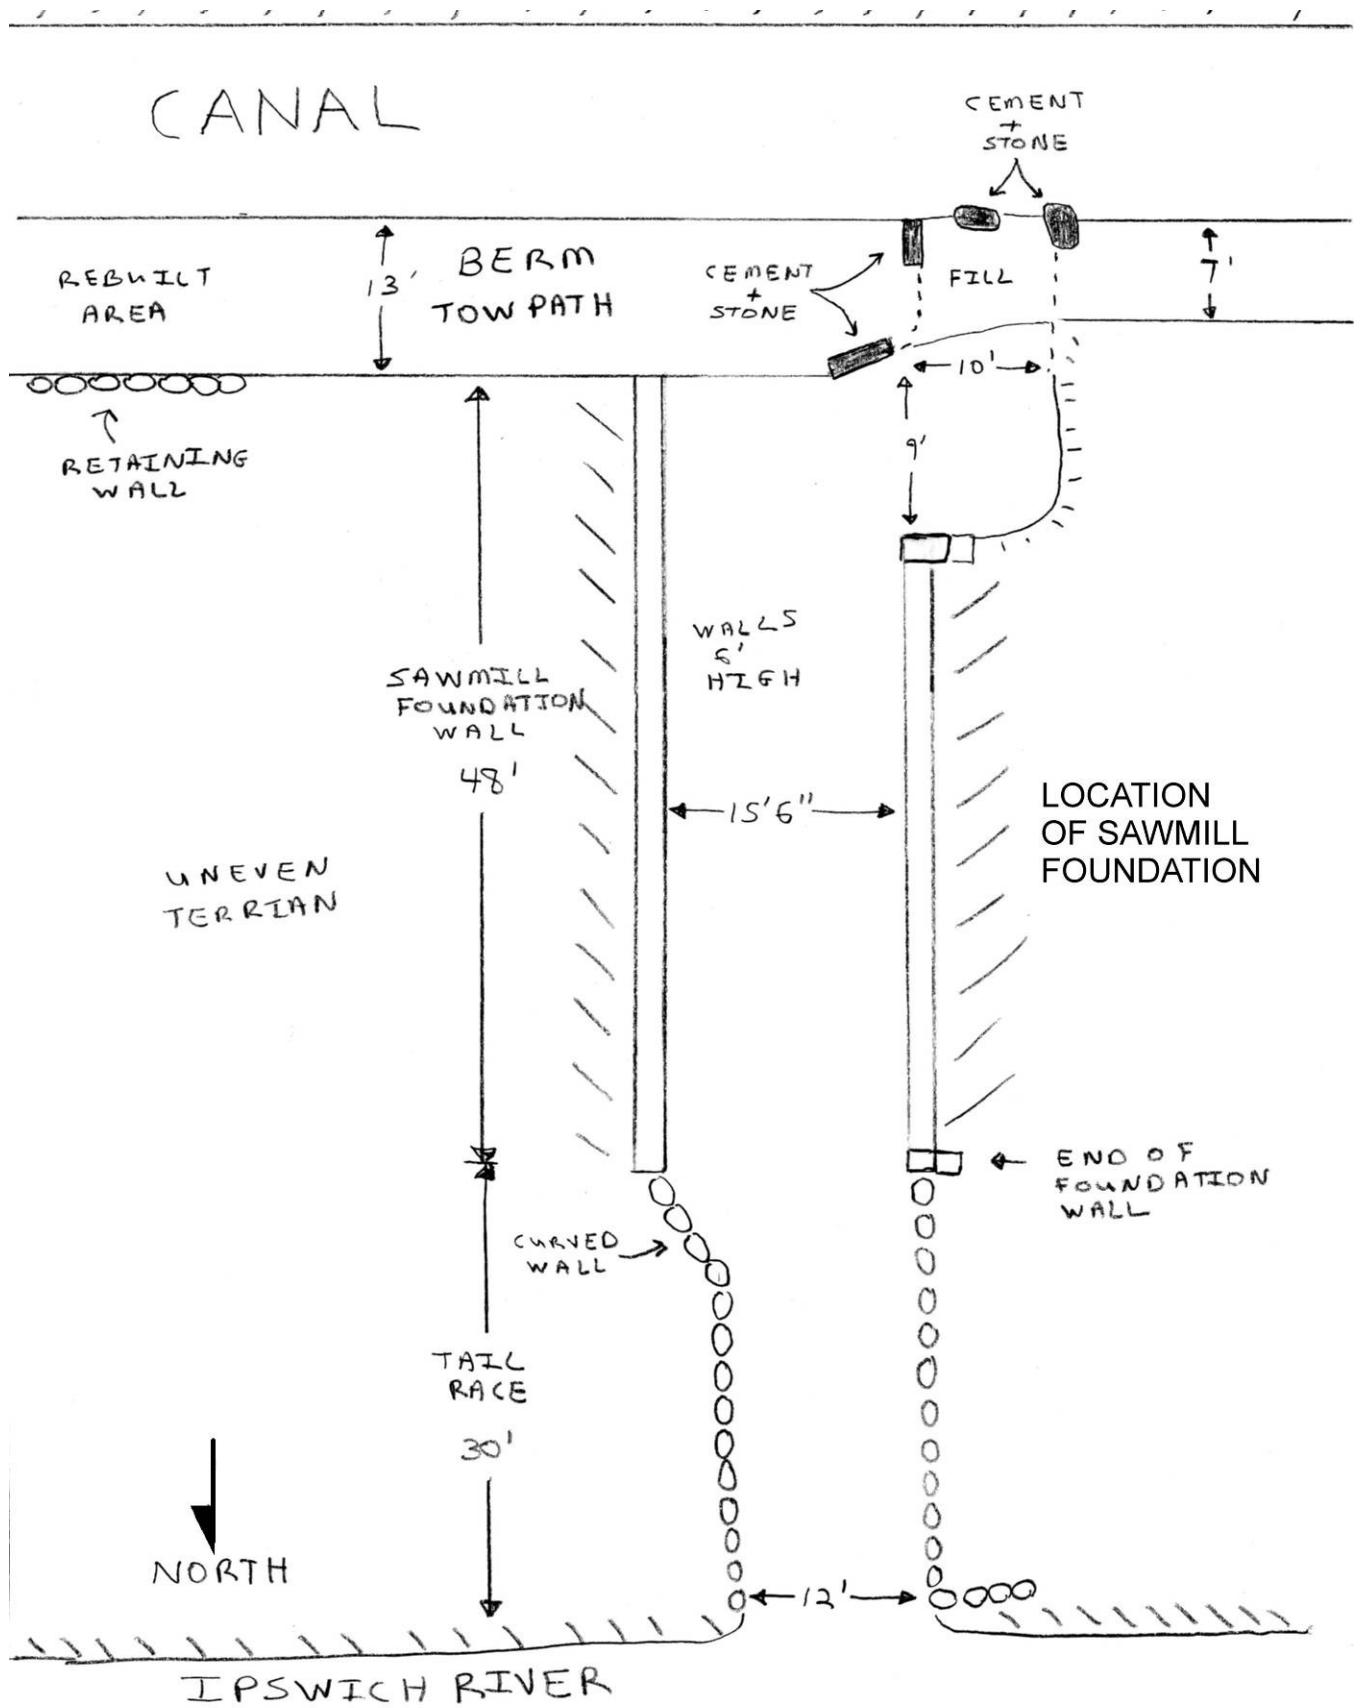 CANAL
CEMENT
+
STONE
REBUILT
AREA
13'
BERM
TOW PATH
CEMENT
+
STONE
FILL
7'
10'
RETAINING
WALL
9'
WALLS
6'
HIGH
SAWMILL
FOUNDATION
WALL
48'
15'6"
LOCATION
OF SAWMILL
FOUNDATION
UNEVEN
TERRIAN
END OF
FOUNDATION
WALL
CURVED
WALL
TAIL
RACE
30'
NORTH
12'
IPSWICH RIVER